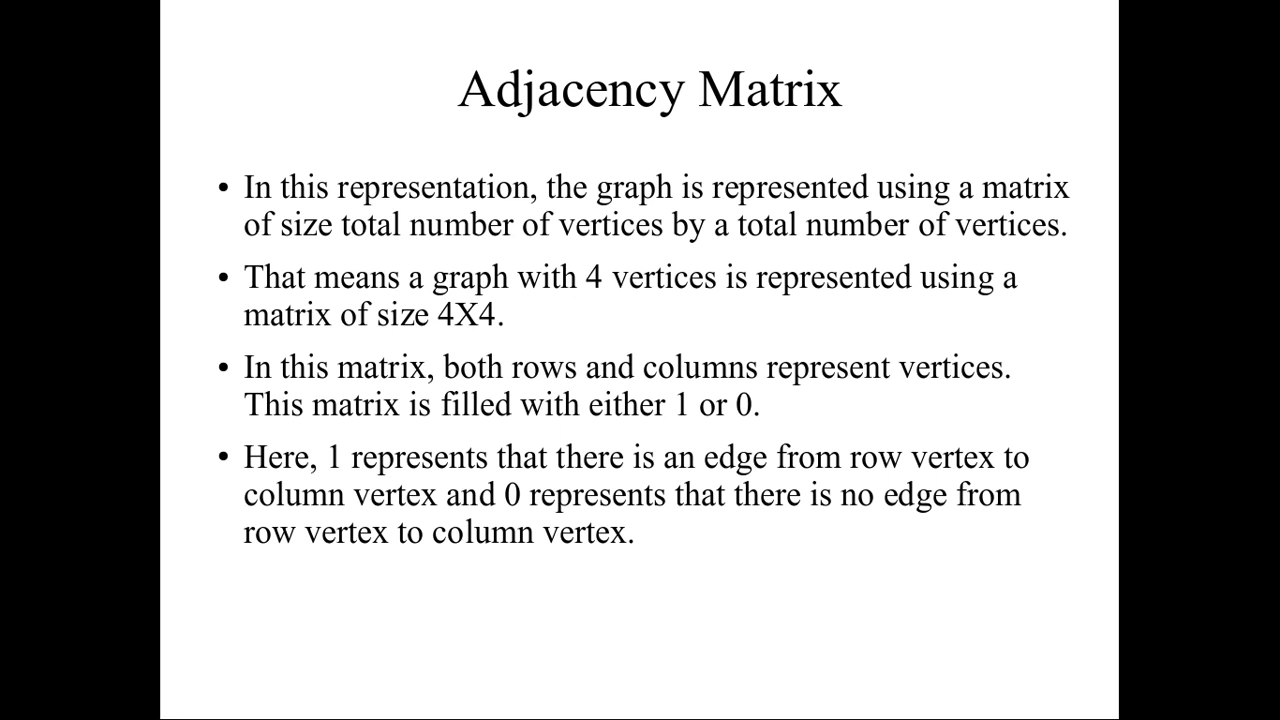 Adjacency Matrix
• In this representation, the graph is represented using a matrix
of size total number of vertices by a total number of vertices.
• That means a graph with 4 vertices is represented using a
matrix of size 4X4.
• In this matrix, both rows and columns represent vertices.
This matrix is filled with either 1 or 0.
• Here, 1 represents that there is an edge from row vertex to
column vertex and 0 represents that there is no edge from
row vertex to column vertex.